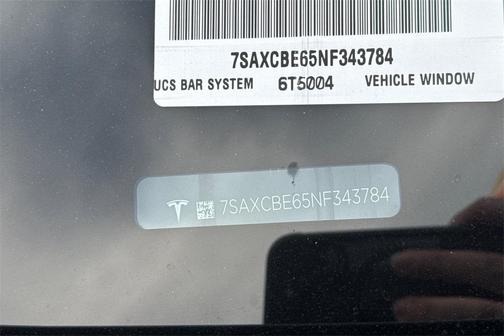 7SAXCBE65NF343784
UCS BAR SYSTEM 6T5004 VEHICLE WINDOW
7SAXCBE65NF343784